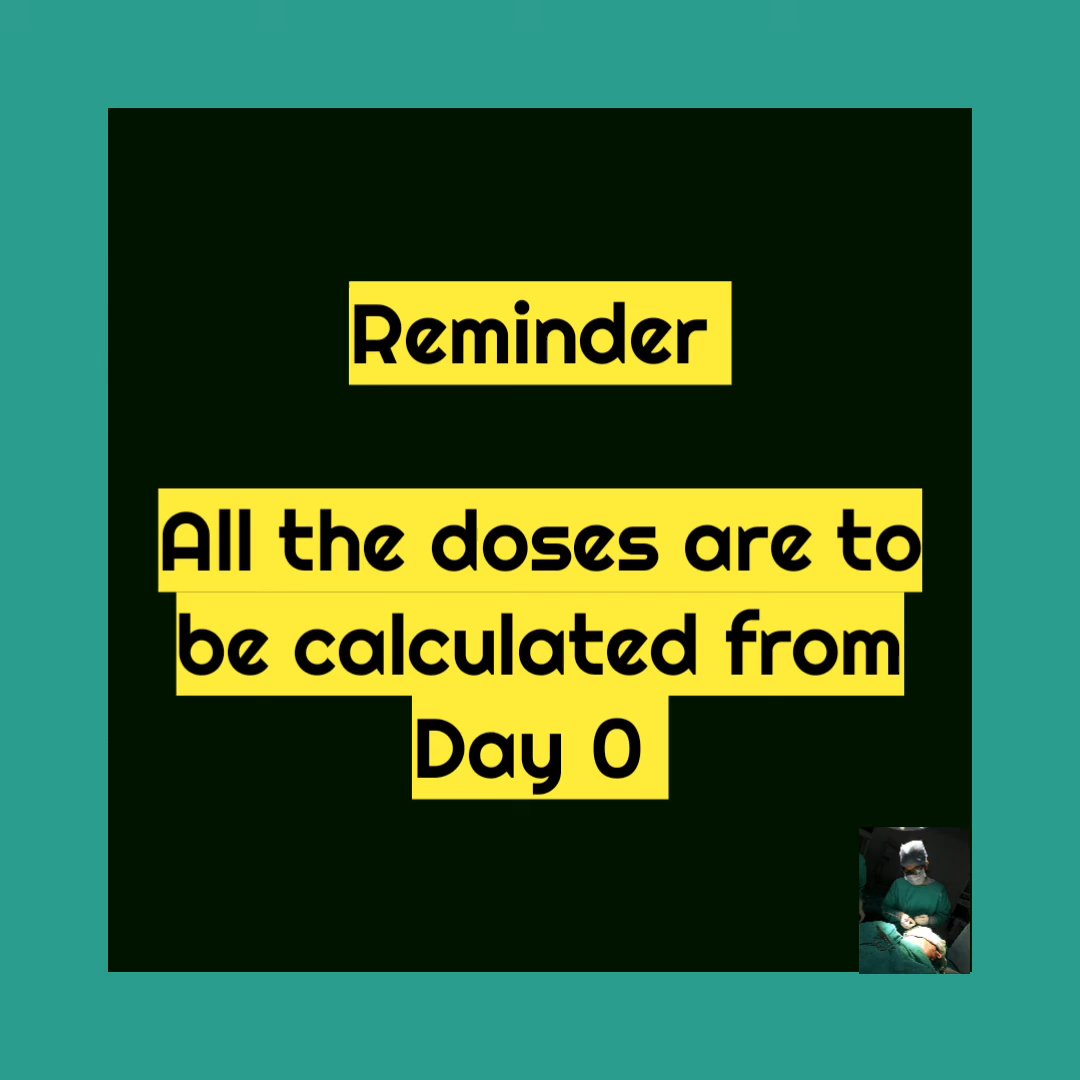 Reminder
All the doses are to
be calculated from
Day 0